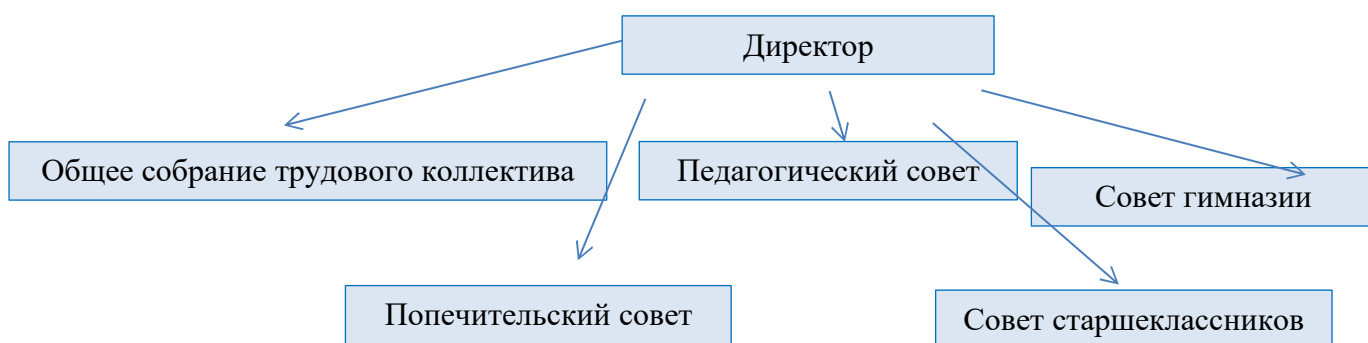 Директор
Общее собрание трудового коллектива
Педагогический совет
Совет гимназии
Попечительский совет
Совет старшеклассников